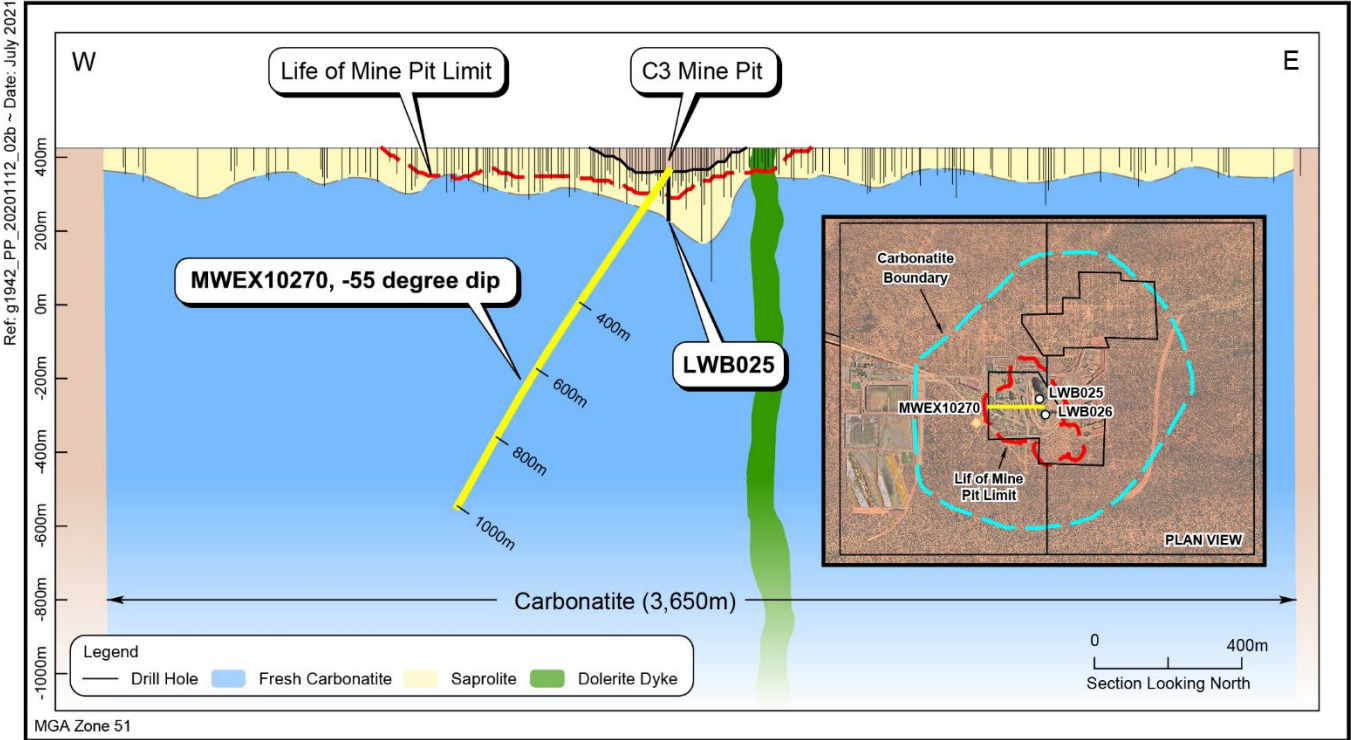 Ref: g1942_PP_20201112_02b ~ Date: July 2021
W
E
Life of Mine Pit Limit
C3 Mine Pit
400m
200m
0m
-200m
-400m
-600m
-800m
-1000m
MWEX10270, -55 degree dip
LWB025
400m
600m
800m
1000m
Carbonatite
Boundary
LWB025
MWEX10270
LWB026
Lif of Mine
Pit Limit
PLAN VIEW
Carbonatite (3,650m)
Legend
Drill Hole
Fresh Carbonatite
Saprolite
Dolerite Dyke
0
400m
Section Looking North
MGA Zone 51